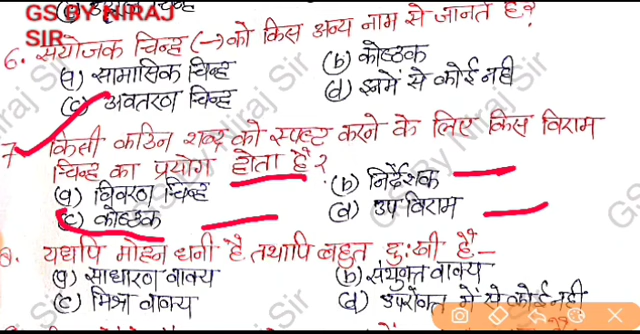 GS BY NIRAJ
SIR
6. संयोजक चिन्ह (-) को किस अन्य नाम से जानते है?
(a) सामासिक चिन्ह (b) कोष्ठक
(c) अवतरण चिन्ह (d) इनमें से कोई नही
7 किसी कठिन शब्द को स्पष्ट करने के लिए किस विराम
चिन्ह का प्रयोग होता है?
(a) विवरण चिन्ह (b) निर्देशक
(c) कोष्ठक (d) उप विराम
8. यद्यपि मोहन धनी है तथापि बहुत दुःखी है -
(a) साधारण वाक्य (b) संयुक्त वाक्य
(c) मिश्र वाक्य (d) उपरोक्त में से कोई नही